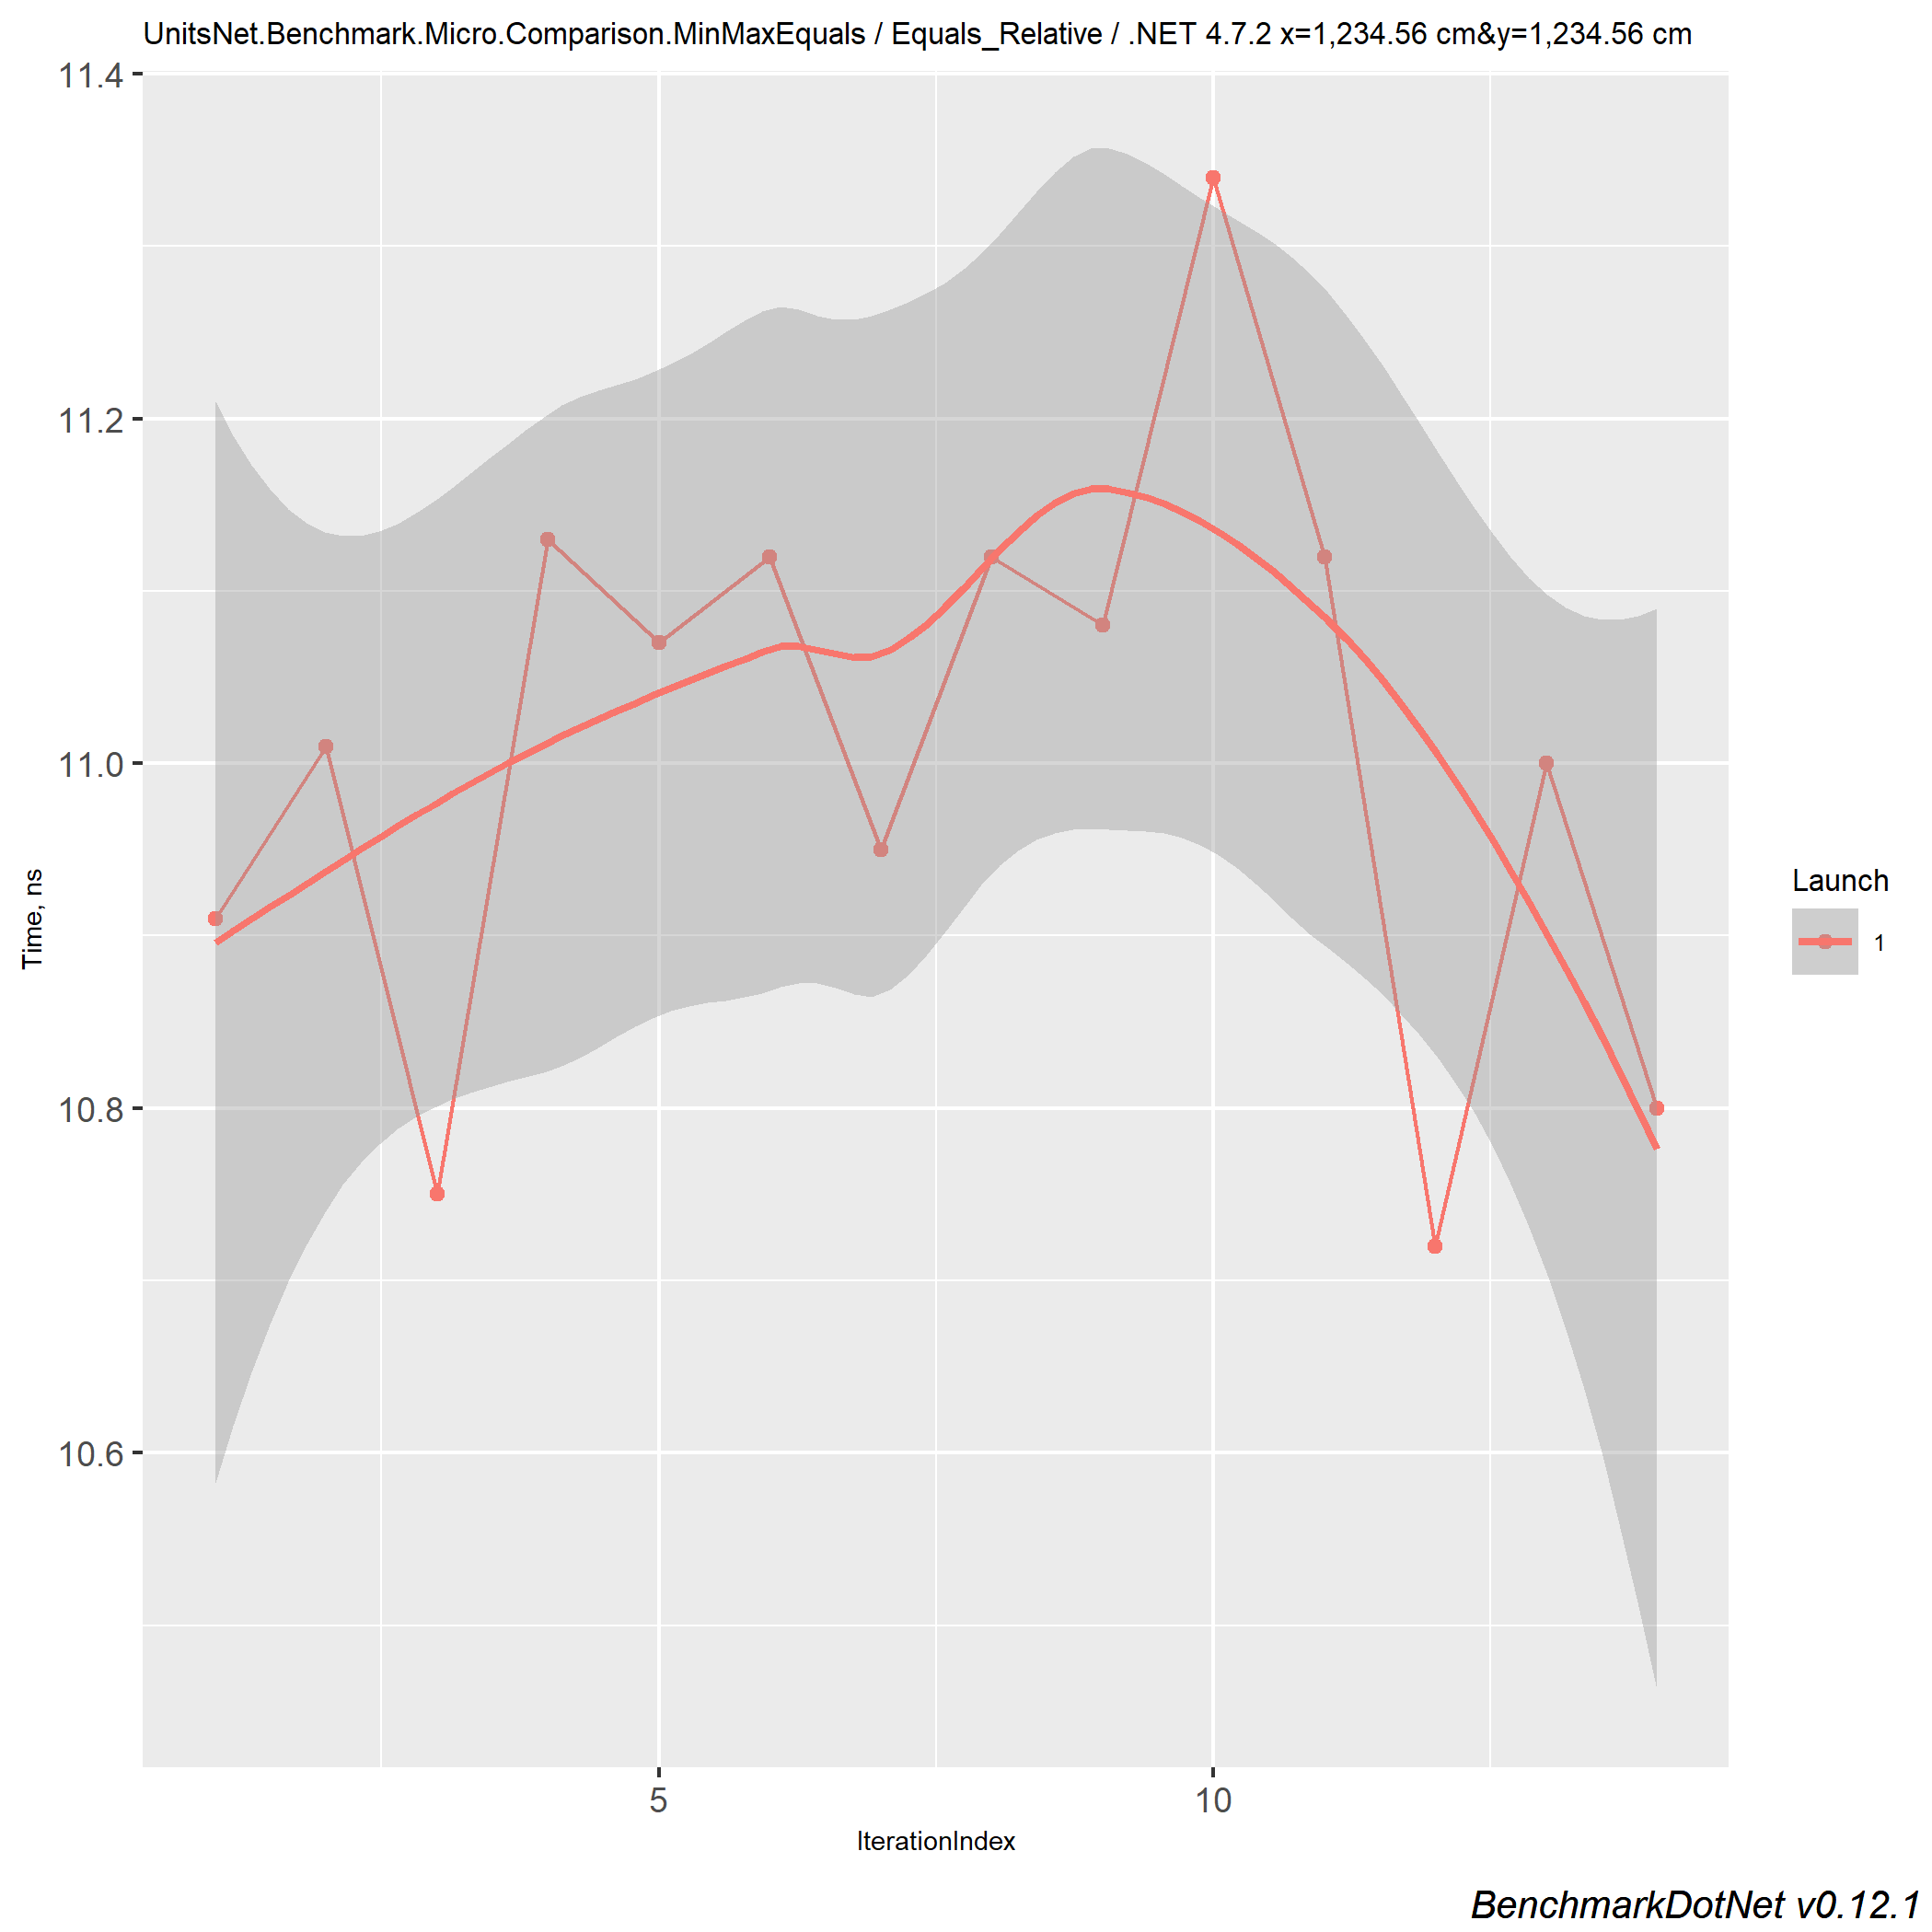 UnitsNet.Benchmark.Micro.Comparison.MinMaxEquals / Equals_Relative / .NET 4.7.2 x=1,234.56 cm&y=1,234.56 cm
11.4
11.2
11.0
10.8
10.6
Time, ns
5
10
IterationIndex
Launch
1
BenchmarkDotNet v0.12.1